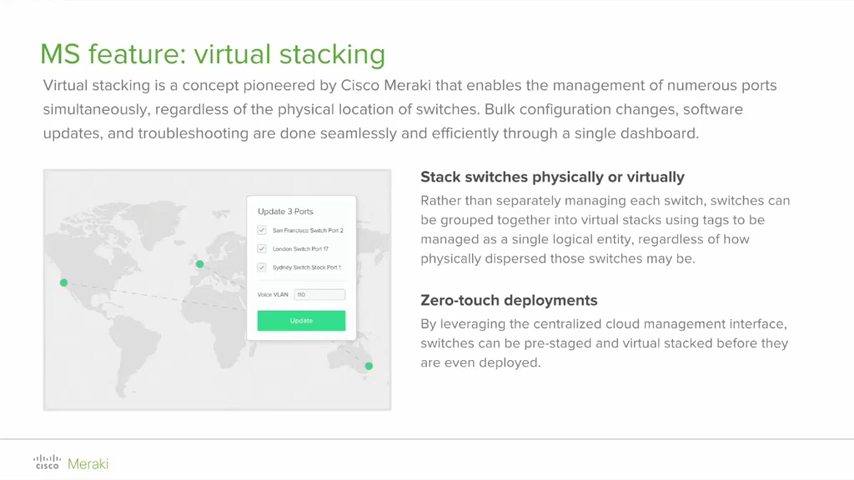 MS feature: virtual stacking
Virtual stacking is a concept pioneered by Cisco Meraki that enables the management of numerous ports
simultaneously, regardless of the physical location of switches. Bulk configuration changes, software
updates, and troubleshooting are done seamlessly and efficiently through a single dashboard.
Update 3 Ports
San Francisco Switch Port 2
London Switch Port 17
Sydney Switch Stack Port 1
Voice VLAN 110
Update
Stack switches physically or virtually
Rather than separately managing each switch, switches can
be grouped together into virtual stacks using tags to be
managed as a single logical entity, regardless of how
physically dispersed those switches may be.
Zero-touch deployments
By leveraging the centralized cloud management interface,
switches can be pre-staged and virtual stacked before they
are even deployed.
cisco Meraki